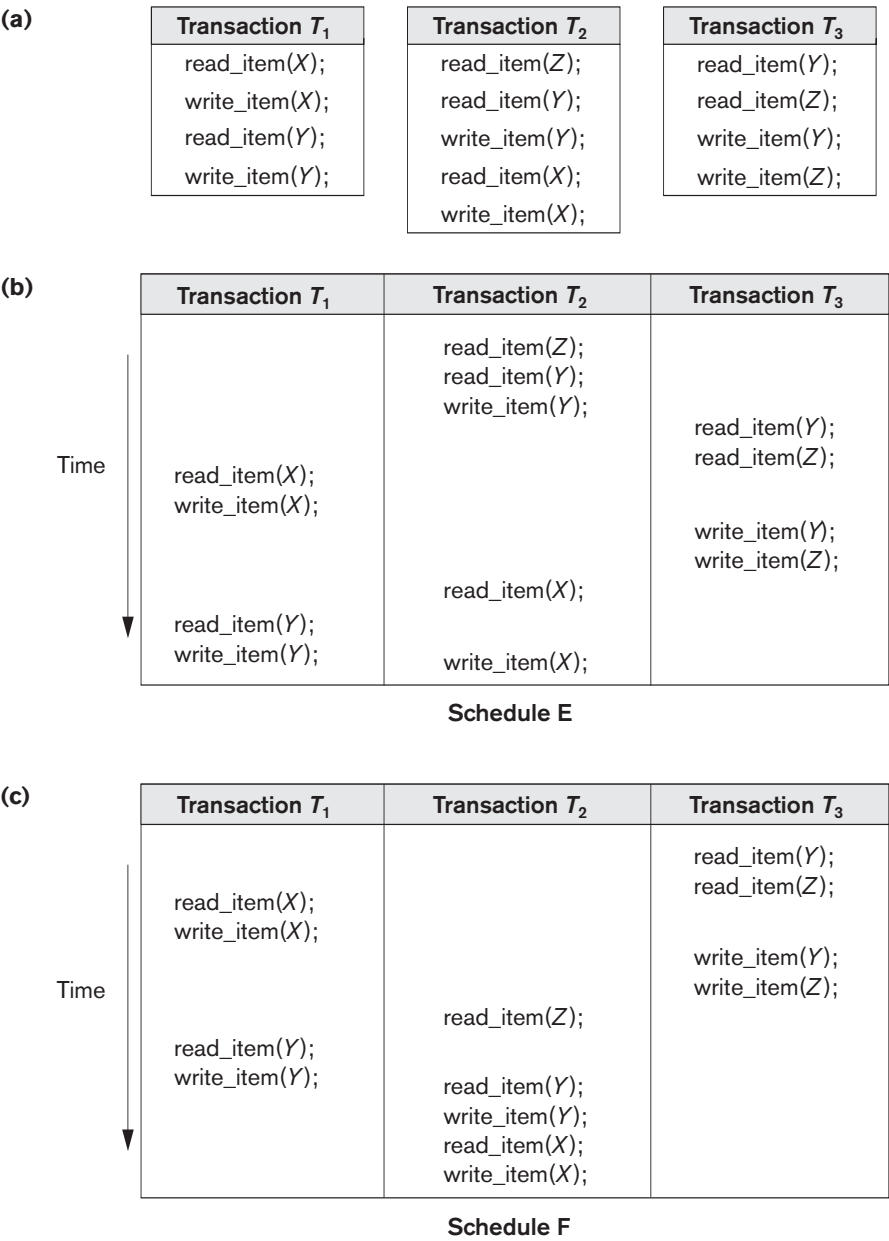 (a)
Transaction T1 Transaction T2 Transaction T3
read_item(X); read_item(Z); read_item(Y);
write_item(X); read_item(Y); read_item(Z);
read_item(Y); write_item(Y); write_item(Y);
write_item(Y); read_item(X); write_item(Z);
write_item(X);
(b)
Transaction T1 Transaction T2 Transaction T3
read_item(Z);
read_item(Y);
write_item(Y);
read_item(Y);
Time read_item(Z);
read_item(X);
write_item(X);
write_item(Y);
write_item(Z);
read_item(X);
read_item(Y);
write_item(Y); write_item(X);
Schedule E
(c)
Transaction T1 Transaction T2 Transaction T3
read_item(Y);
read_item(Z);
read_item(X);
write_item(X);
write_item(Y);
Time write_item(Z);
read_item(Z);
read_item(Y);
write_item(Y);
read_item(Y);
write_item(Y);
read_item(X);
write_item(X);
Schedule F